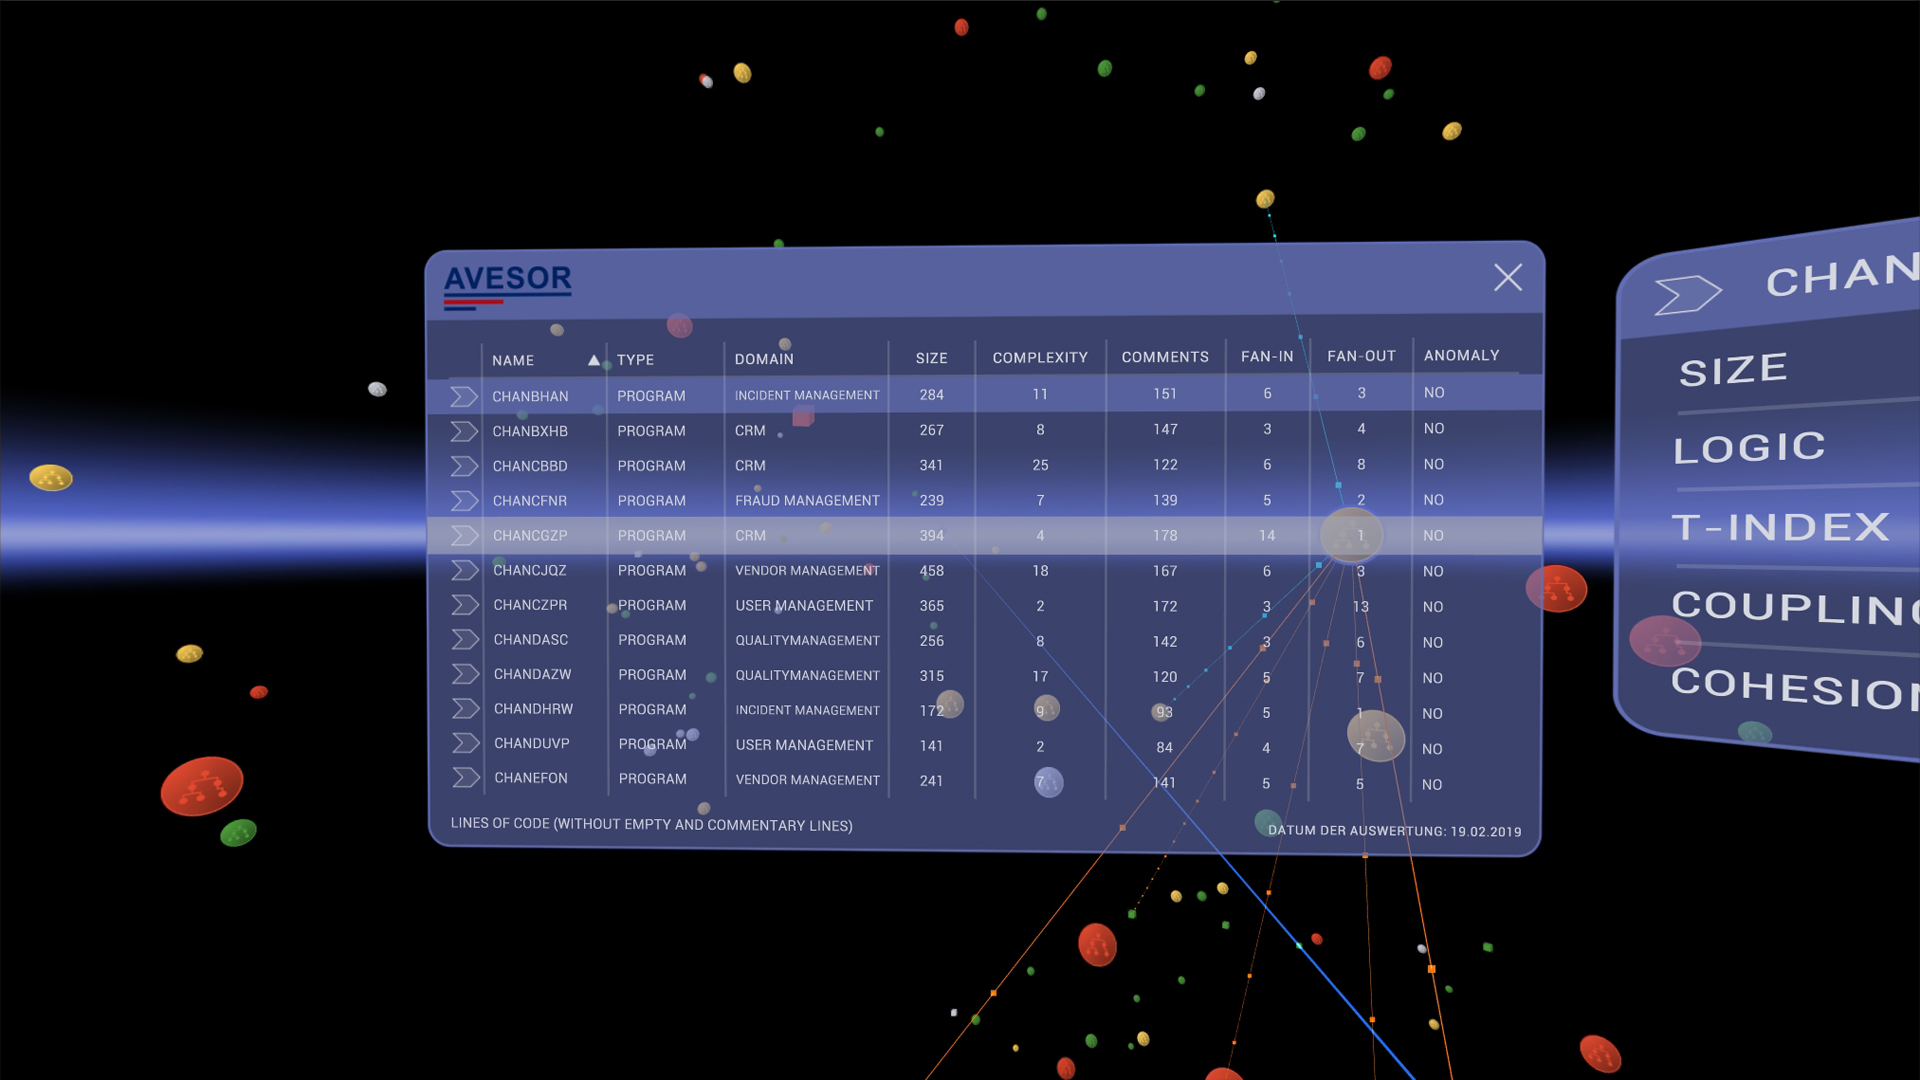 AVESOR
NAME TYPE DOMAIN SIZE COMPLEXITY COMMENTS FAN-IN FAN-OUT ANOMALY
CHANBHAN PROGRAM INCIDENT MANAGEMENT 284 11 151 6 3 NO
CHANBXHB PROGRAM CRM 267 8 147 3 4 NO
CHANCBBD PROGRAM CRM 341 25 122 6 8 NO
CHANCFNR PROGRAM FRAUD MANAGEMENT 239 7 139 5 2 NO
CHANCGZP PROGRAM CRM 394 4 178 14 1 NO
CHANCJQZ PROGRAM VENDOR MANAGEMENT 458 18 167 6 3 NO
CHANCZPR PROGRAM USER MANAGEMENT 365 2 172 3 13 NO
CHANDASC PROGRAM QUALITYMANAGEMENT 256 8 142 3 6 NO
CHANDAZW PROGRAM QUALITYMANAGEMENT 315 17 120 5 7 NO
CHANDHRW PROGRAM INCIDENT MANAGEMENT 172 9 93 5 1 NO
CHANDUVP PROGRAM USER MANAGEMENT 141 2 84 4 7 NO
CHANEFON PROGRAM VENDOR MANAGEMENT 241 7 141 5 5 NO
LINES OF CODE (WITHOUT EMPTY AND COMMENTARY LINES)
DATUM DER AUSWERTUNG: 19.02.2019
CHAN
SIZE
LOGIC
T-INDEX
COUPLING
COHESION